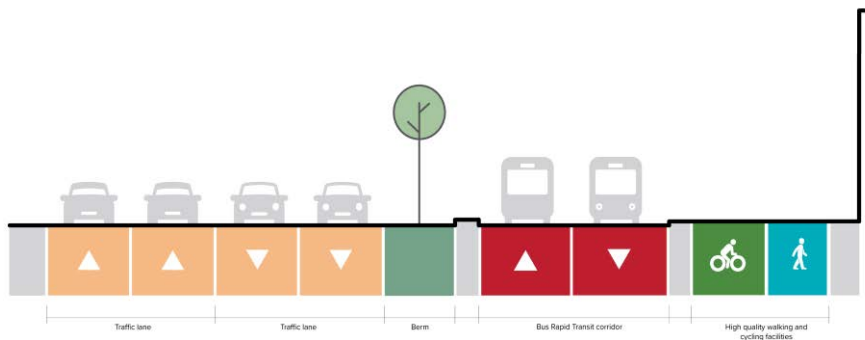 Traffic lane
Traffic lane
Berm
Bus Rapid Transit corridor
High quality walking and
cycling facilities